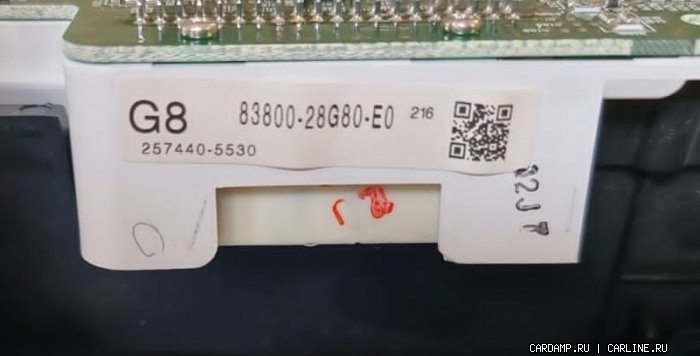 G8 83800-28G80-E0 216
257440-5530
CARDAMP.RU | CARLINE.RU